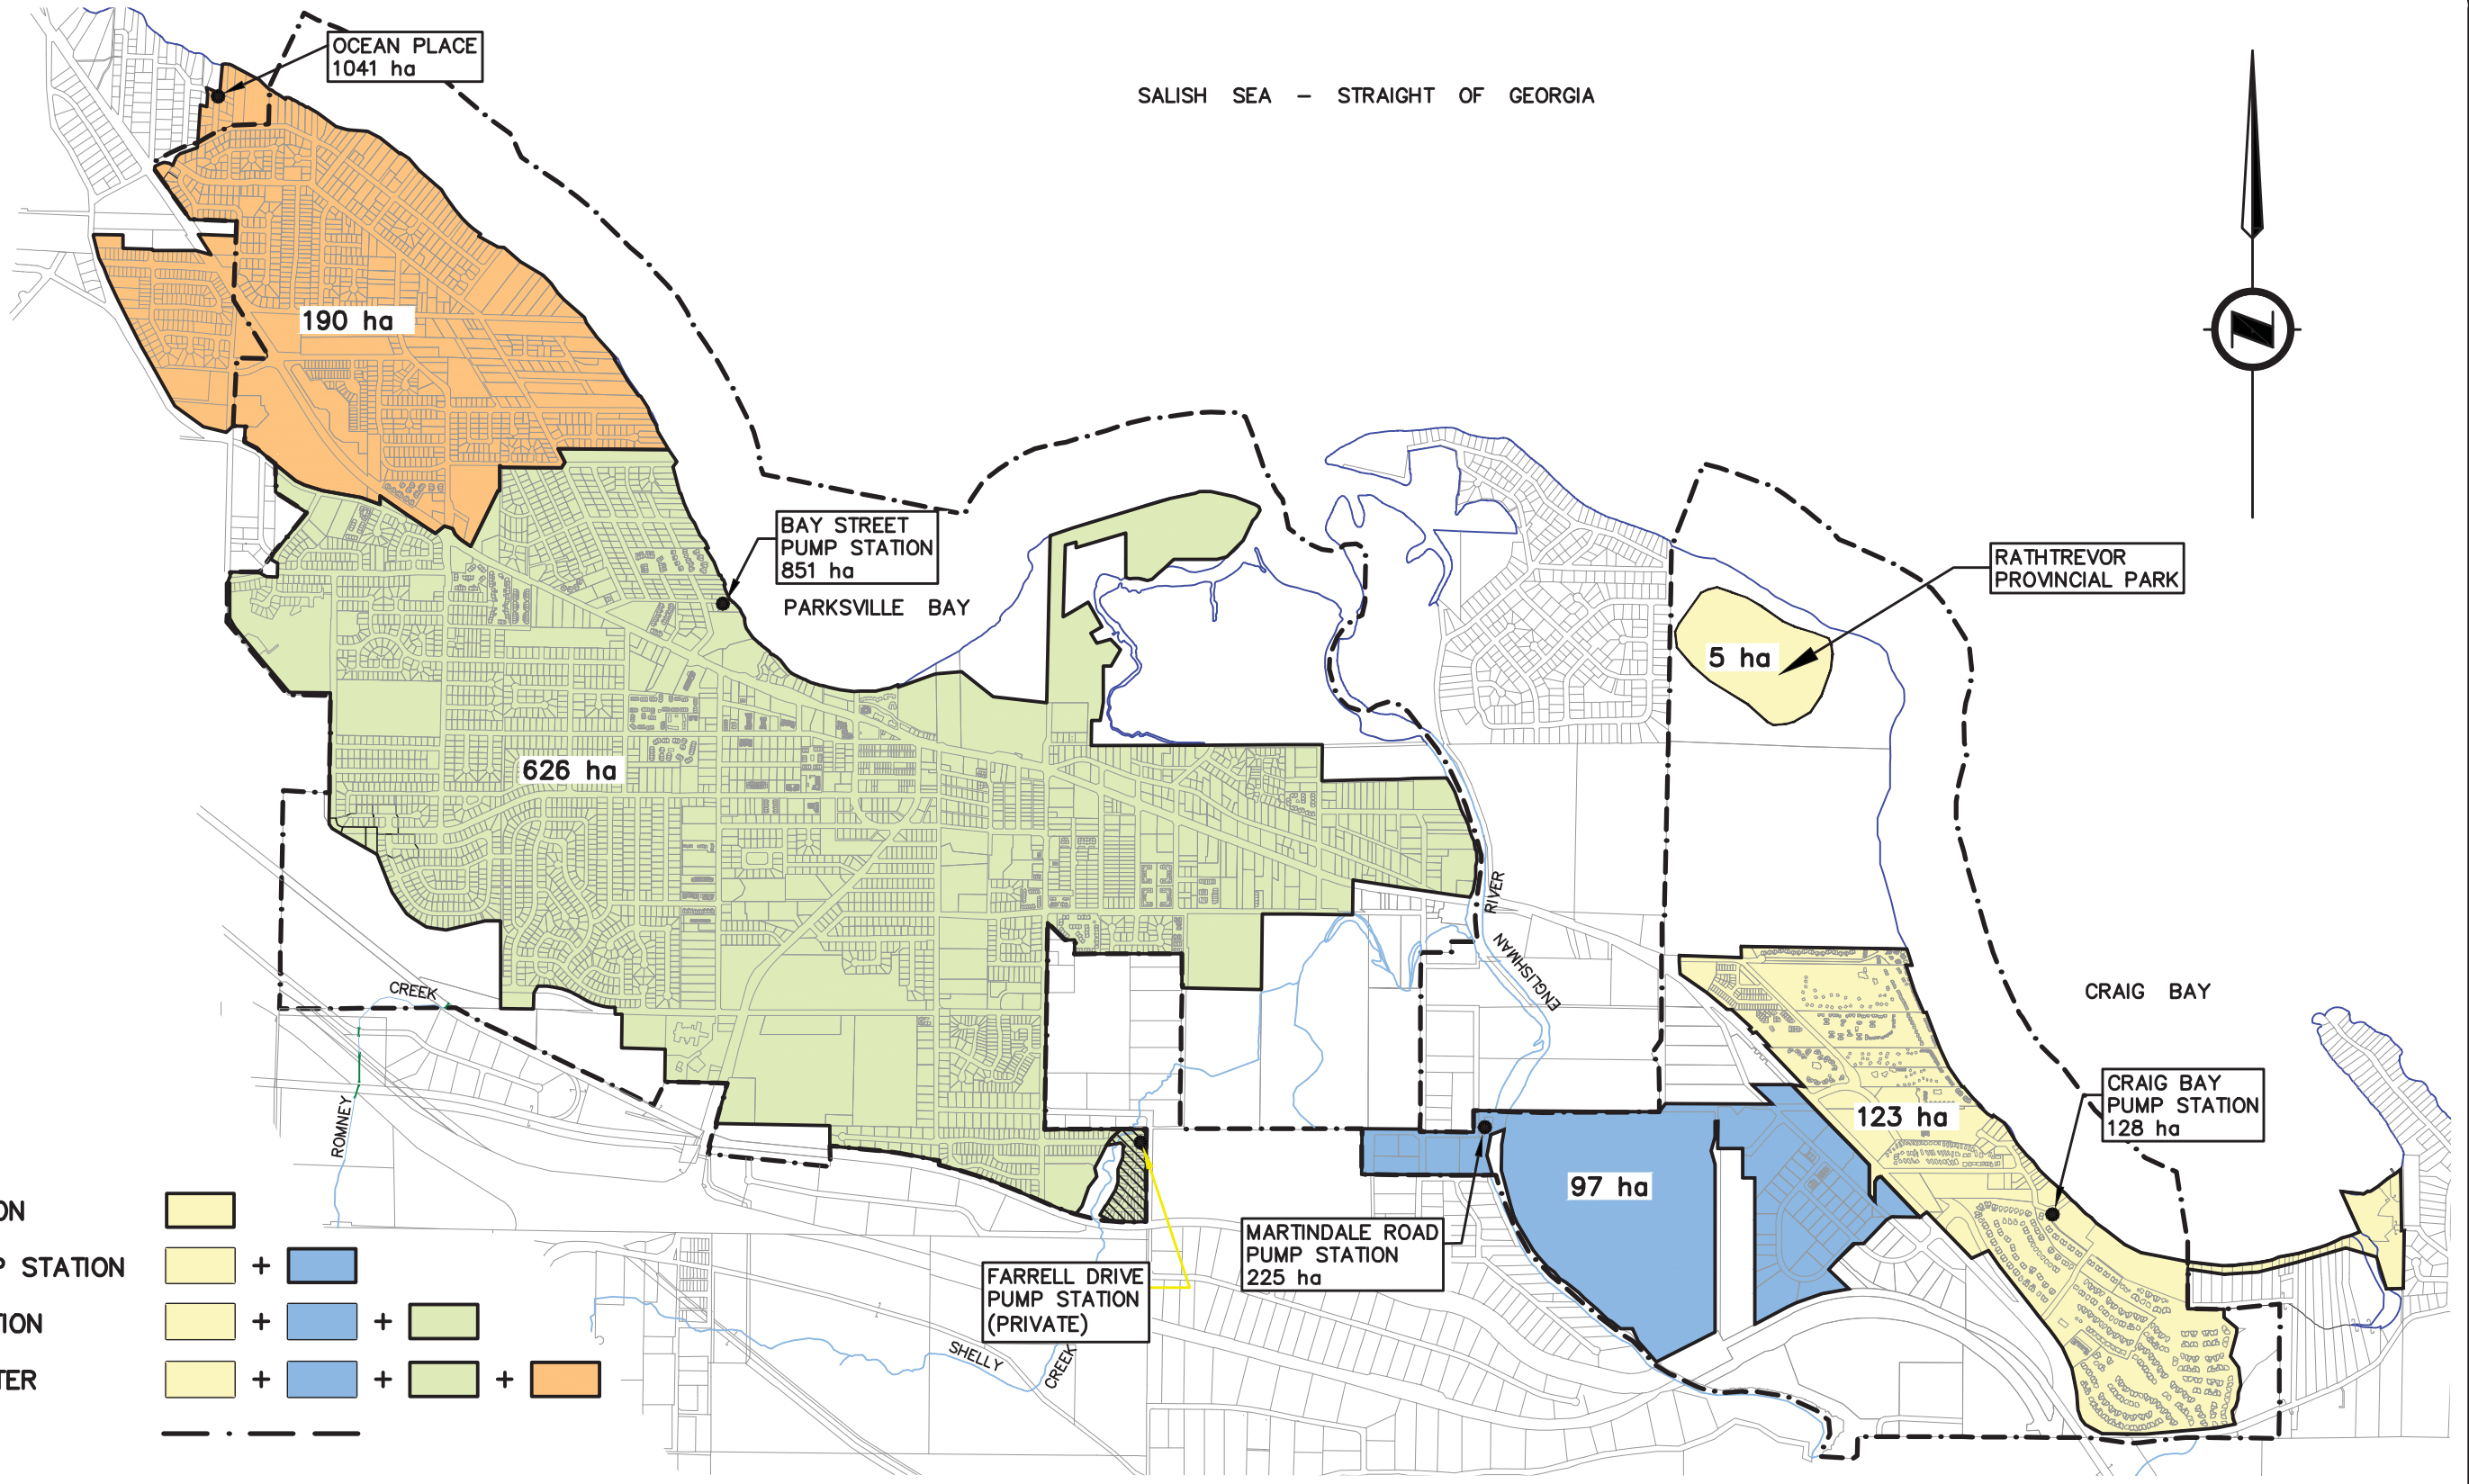 OCEAN PLACE
1041 ha
SALISH SEA - STRAIGHT OF GEORGIA
190 ha
BAY STREET
PUMP STATION
851 ha
PARKSVILLE BAY
RATHTREVOR
PROVINCIAL PARK
5 ha
626 ha
RIVER
ENGLISHMAN
CREEK
CRAIG BAY
ROMNEY
CRAIG BAY
PUMP STATION
128 ha
123 ha
97 ha
MARTINDALE ROAD
PUMP STATION
225 ha
FARRELL DRIVE
PUMP STATION
(PRIVATE)
SHELLY
CREEK
ON
P STATION
+
TION
+ +
TER
+ + +